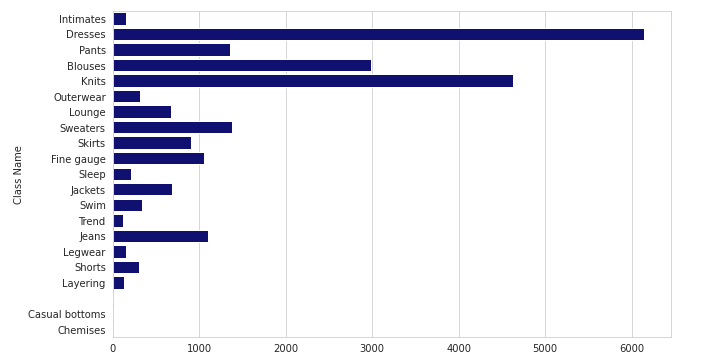 Class Name
Intimates
Dresses
Pants
Blouses
Knits
Outerwear
Lounge
Sweaters
Skirts
Fine gauge
Sleep
Jackets
Swim
Trend
Jeans
Legwear
Shorts
Layering
Casual bottoms
Chemises
0 1000 2000 3000 4000 5000 6000